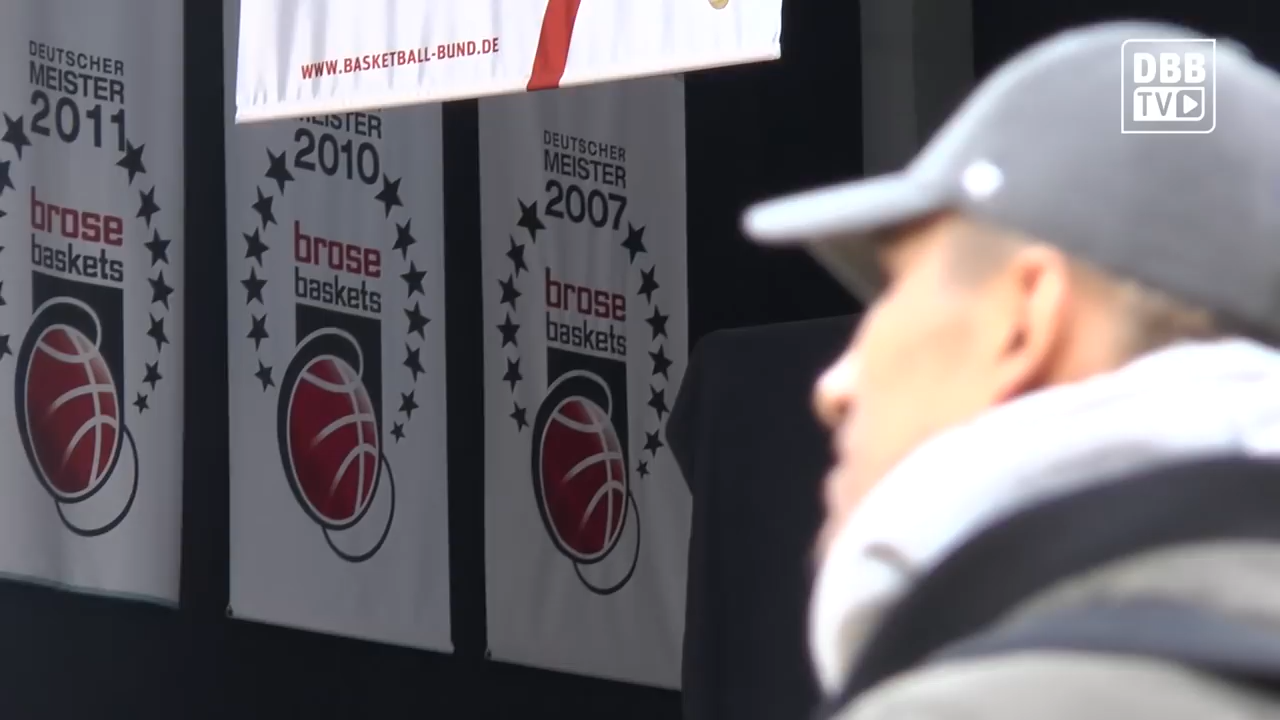 WWW.BASKETBALL-BUND.DE
DBB
TV
DEUTSCHER
MEISTER
2011
brose
baskets
MEISTER
2010
brose
baskets
DEUTSCHER
MEISTER
2007
brose
baskets